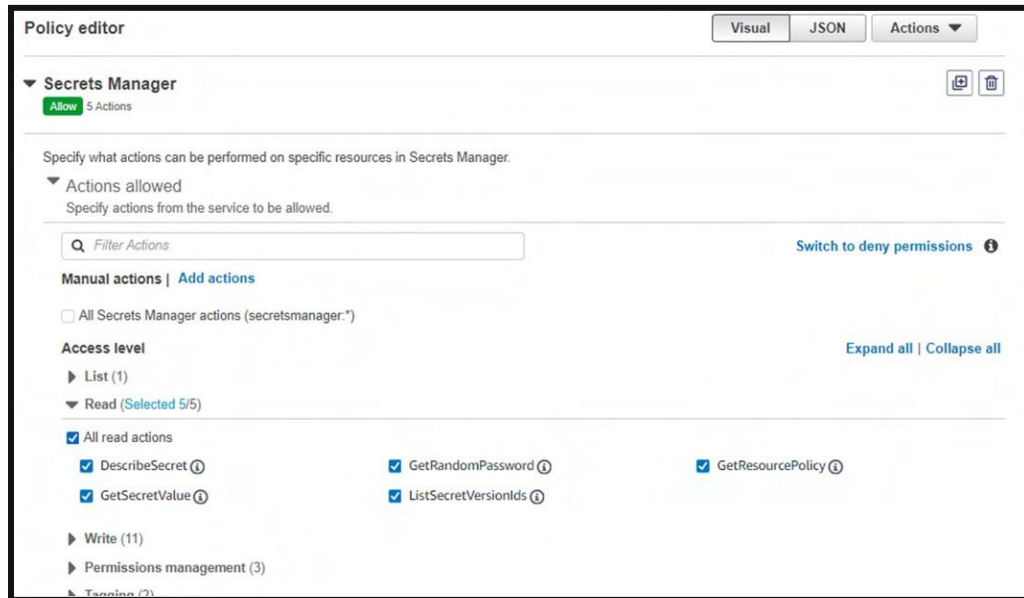 Policy editor
Visual JSON Actions
Secrets Manager
Allow 5 Actions
Specify what actions can be performed on specific resources in Secrets Manager.
Actions allowed
Specify actions from the service to be allowed.
Filter Actions
Switch to deny permissions
Manual actions | Add actions
All Secrets Manager actions (secretsmanager:*)
Access level
Expand all | Collapse all
List (1)
Read (Selected 5/5)
All read actions
DescribeSecret GetRandomPassword GetResourcePolicy
GetSecretValue ListSecretVersionIds
Write (11)
Permissions management (3)
Tagging (2)